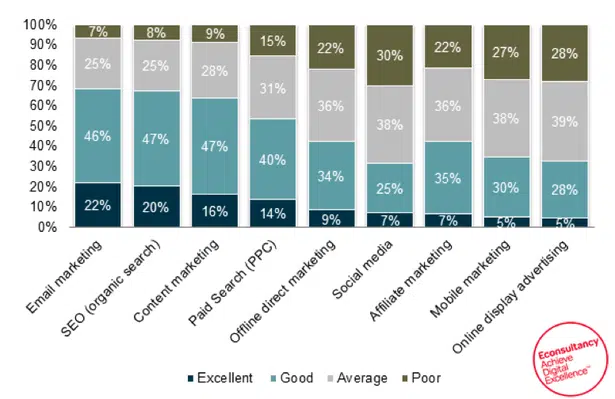 100%
90%
80%
70%
60%
50%
40%
30%
20%
10%
0%
7% 8% 9% 15% 22% 30% 22% 27% 28%
25% 25% 28% 31% 36% 38% 36% 38% 39%
46% 47% 47% 40% 34% 25% 35% 30% 28%
22% 20% 16% 14% 9% 7% 7% 5% 5%
Email marketing
SEO (organic search)
Content marketing
Paid Search (PPC)
Offline direct marketing
Social media
Affiliate marketing
Mobile marketing
Online display advertising
Excellent Good Average Poor
Econsultancy
Achieve
Digital
Excellence™